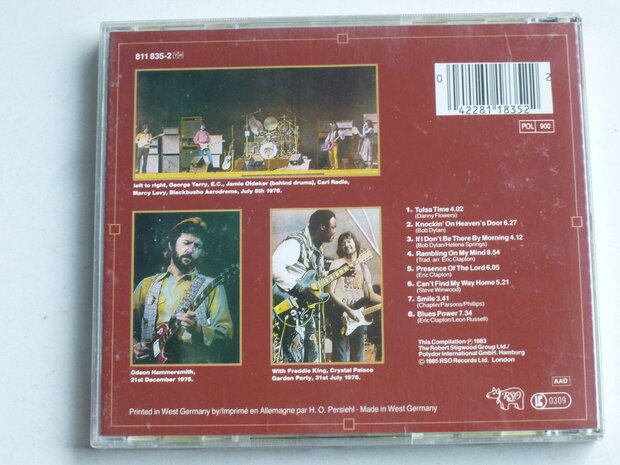 811 835-2
0
2
42281 18352
POL 900
left to right, George Terry, E.C., Jamie Oldaker (behind drums), Carl Radle,
Marcy Levy, Blackbushe Aerodrome, July 8th 1978.
1. Tulsa Time 4.02
(Danny Flowers)
2. Knockin' On Heaven's Door 6.27
(Bob Dylan)
3. If I Don't Be There By Morning 4.12
(Bob Dylan/Helena Springs)
4. Rambling On My Mind 8.54
(Trad. arr: Eric Clapton)
5. Presence Of The Lord 6.05
(Eric Clapton)
6. Can't Find My Way Home 5.21
(Steve Winwood)
7. Smile 3.41
(Chaplin/Parsons/Phillips)
8. Blues Power 7.34
(Eric Clapton/Leon Russell)
This Compilation ℗ 1983
The Robert Stigwood Group Ltd./
Polydor International GmbH. Hamburg
© 1985 RSO Records Ltd. London
Odeon Hammersmith,
21st December 1976.
With Freddie King, Crystal Palace
Garden Party, 31st July 1976.
AAD
RSO
LC 0309
Printed in West Germany by/Imprimé en Allemagne par H. O. Persiehl - Made in West Germany